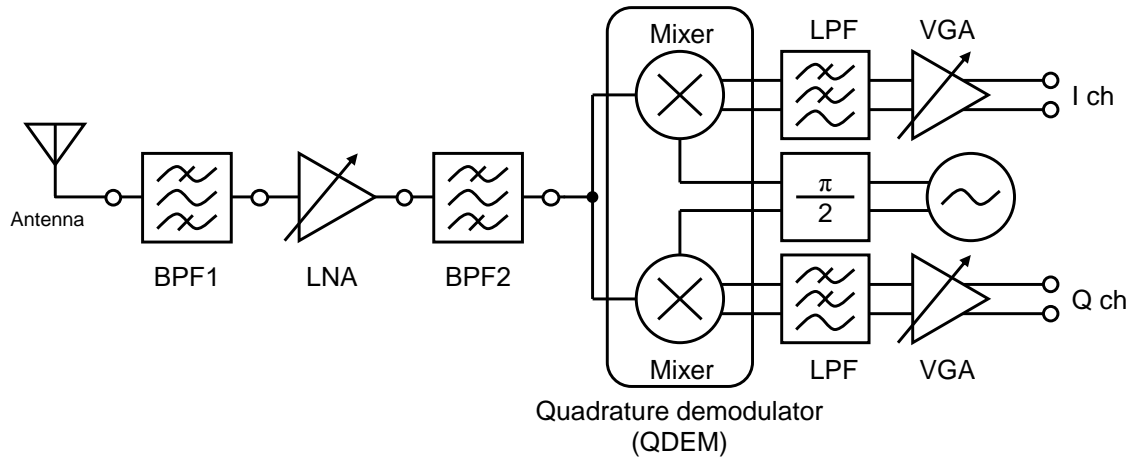 Mixer
LPF
VGA
I ch
Antenna
BPF1
LNA
BPF2
π
2
Q ch
Mixer
LPF
VGA
Quadrature demodulator
(QDEM)